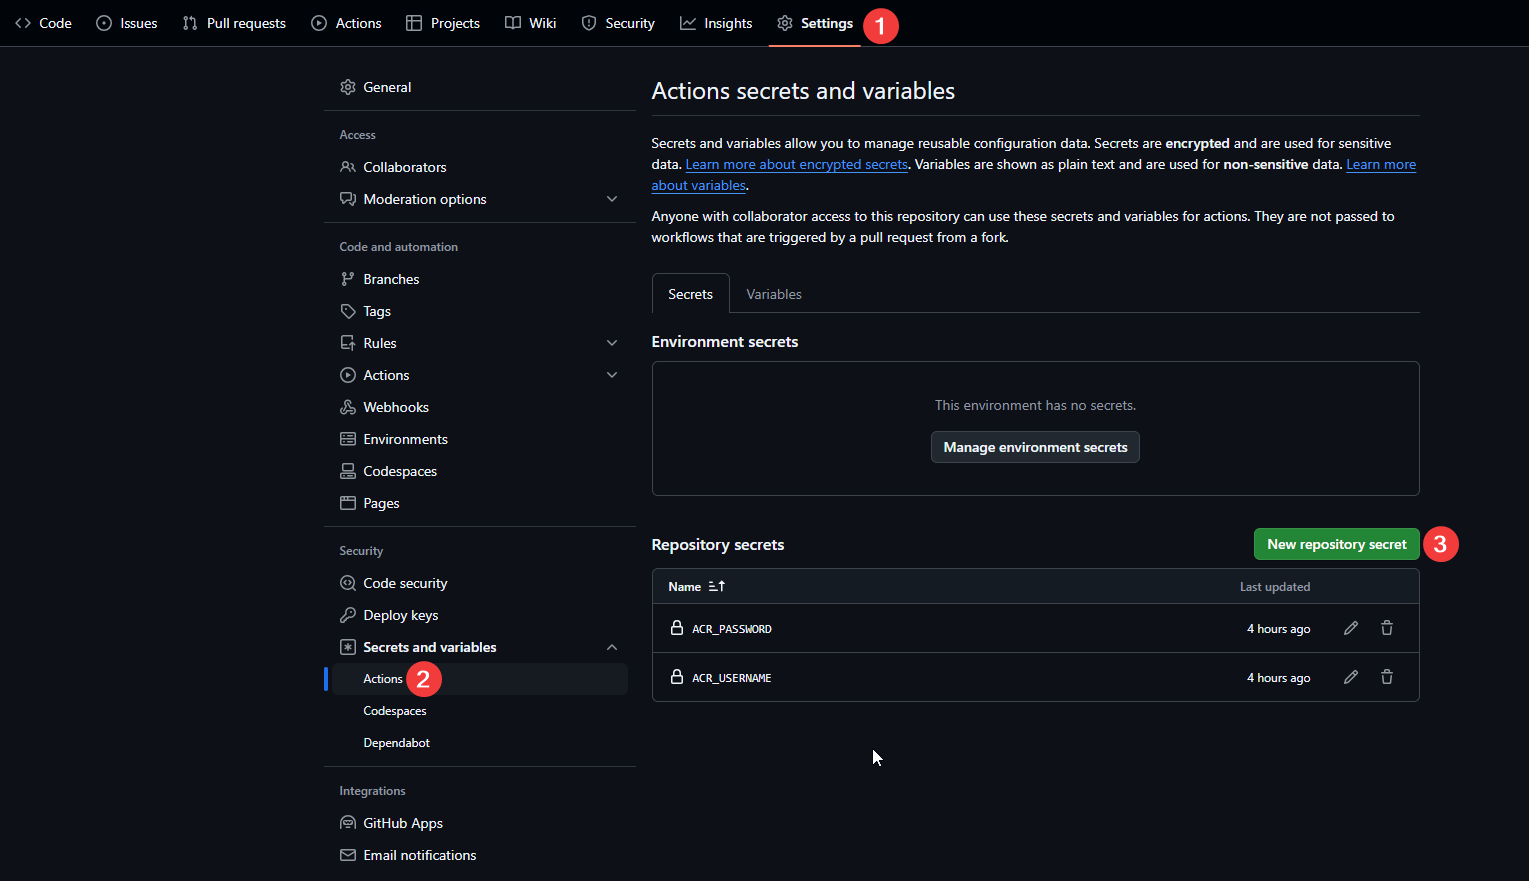 Code Issues Pull requests Actions Projects Wiki Security Insights Settings 1
General
Access
Collaborators
Moderation options
Code and automation
Branches
Tags
Rules
Actions
Webhooks
Environments
Codespaces
Pages
Security
Code security
Deploy keys
Secrets and variables
Actions 2
Codespaces
Dependabot
Integrations
GitHub Apps
Email notifications
Actions secrets and variables
Secrets and variables allow you to manage reusable configuration data. Secrets are encrypted and are used for sensitive
data. Learn more about encrypted secrets. Variables are shown as plain text and are used for non-sensitive data. Learn more
about variables.
Anyone with collaborator access to this repository can use these secrets and variables for actions. They are not passed to
workflows that are triggered by a pull request from a fork.
Secrets Variables
Environment secrets
This environment has no secrets.
Manage environment secrets
Repository secrets New repository secret 3
Name Last updated
ACR_PASSWORD 4 hours ago
ACR_USERNAME 4 hours ago